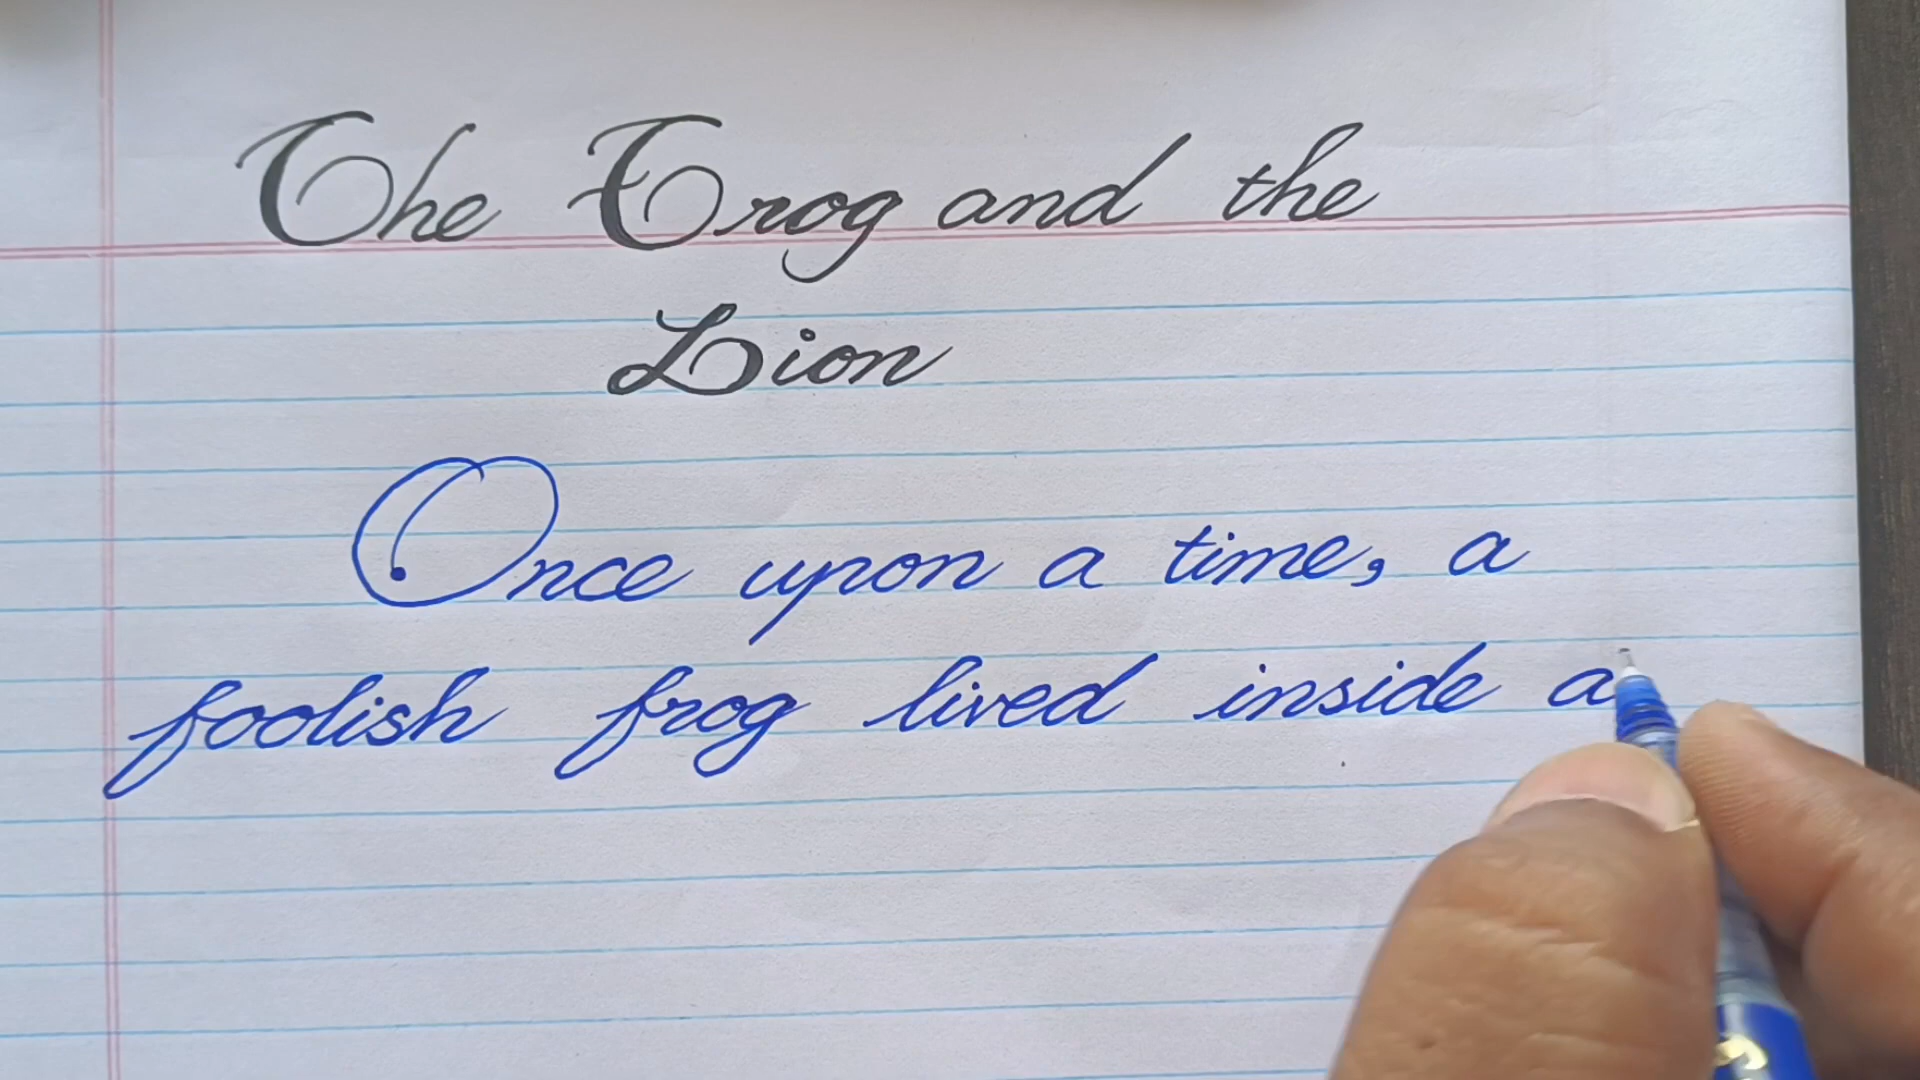 The Frog and the
Lion
Once upon a time, a
foolish frog lived inside a